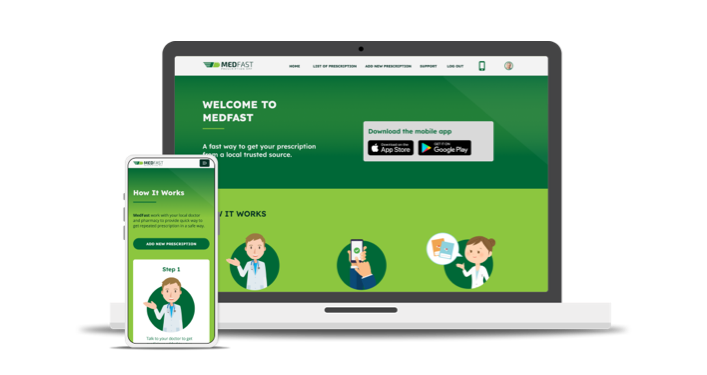 MEDFAST
HOME
LIST OF PRESCRIPTION
ADD NEW PRESCRIPTION
SUPPORT
LOG OUT
WELCOME TO
MEDFAST
A fast way to get your prescription
from a local trusted source.
Download the mobile app
Download on the
App Store
GET IT ON
Google Play
W IT WORKS
MEDFAST
How It Works
MedFast work with your local doctor
and pharmacy to provide quick way to
get repeated prescription in a safe way.
ADD NEW PRESCRIPTION
Step 1
Talk to your doctor to get